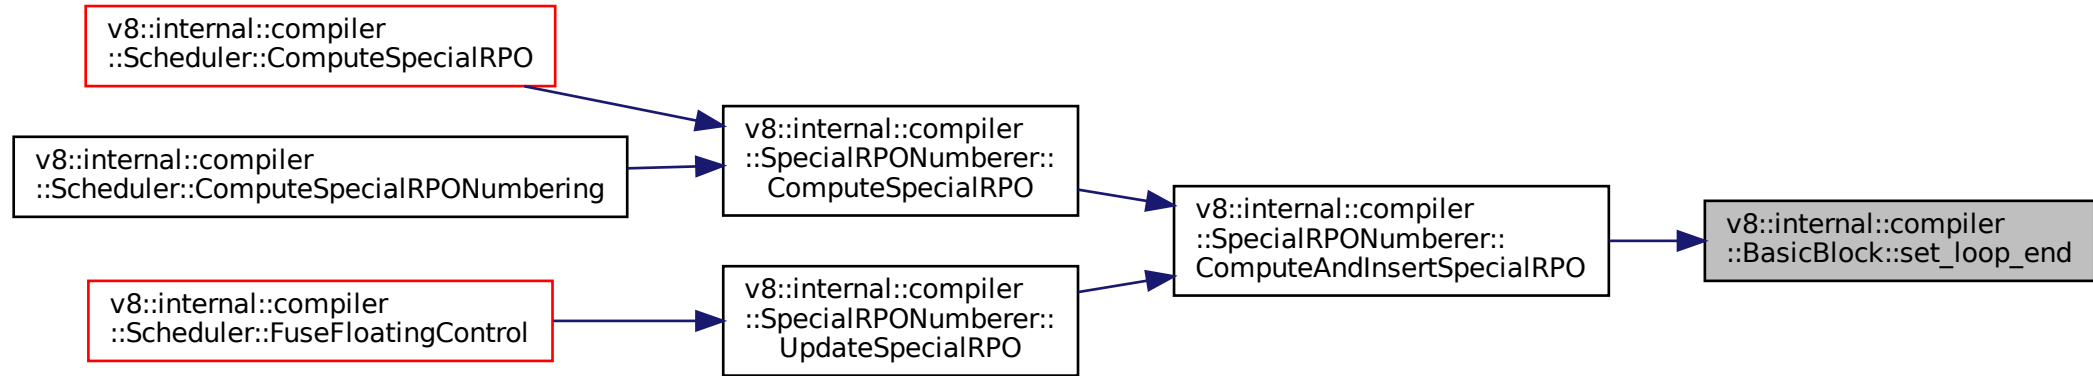 v8::internal::compiler
::Scheduler::ComputeSpecialRPO
v8::internal::compiler
::Scheduler::ComputeSpecialRPONumbering
v8::internal::compiler
::Scheduler::FuseFloatingControl
v8::internal::compiler
::SpecialRPONumberer::
ComputeSpecialRPO
v8::internal::compiler
::SpecialRPONumberer::
UpdateSpecialRPO
v8::internal::compiler
::SpecialRPONumberer::
ComputeAndInsertSpecialRPO
v8::internal::compiler
::BasicBlock::set_loop_end